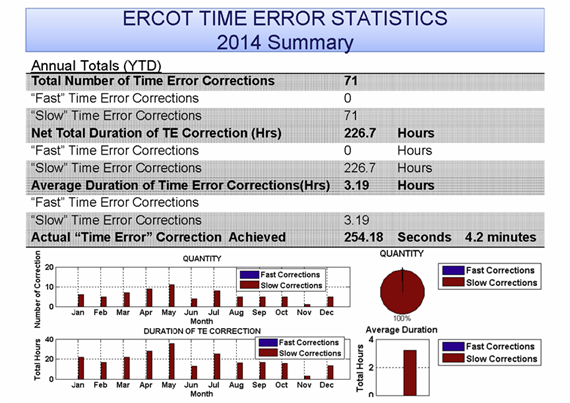 ERCOT TIME ERROR STATISTICS
2014 Summary
Annual Totals (YTD)
Total Number of Time Error Corrections 71
“Fast” Time Error Corrections 0
“Slow” Time Error Corrections 71
Net Total Duration of TE Correction (Hrs) 226.7 Hours
“Fast” Time Error Corrections 0 Hours
“Slow” Time Error Corrections 226.7 Hours
Average Duration of Time Error Corrections(Hrs) 3.19 Hours
“Fast” Time Error Corrections
“Slow” Time Error Corrections 3.19
Actual “Time Error” Correction Achieved 254.18 Seconds 4.2 minutes
QUANTITY
Number of Correction
20
10
0
Fast Corrections
Slow Corrections
Jan Feb Mar Apr May Jun Jul Aug Sep Oct Nov Dec
Month
QUANTITY
100%
Fast Corrections
Slow Corrections
DURATION OF TE CORRECTION
Total Hours
40
20
0
Fast Corrections
Slow Corrections
Jan Feb Mar Apr May Jun Jul Aug Sep Oct Nov Dec
Month
Average Duration
Total Hours
4
2
0
Fast Corrections
Slow Corrections